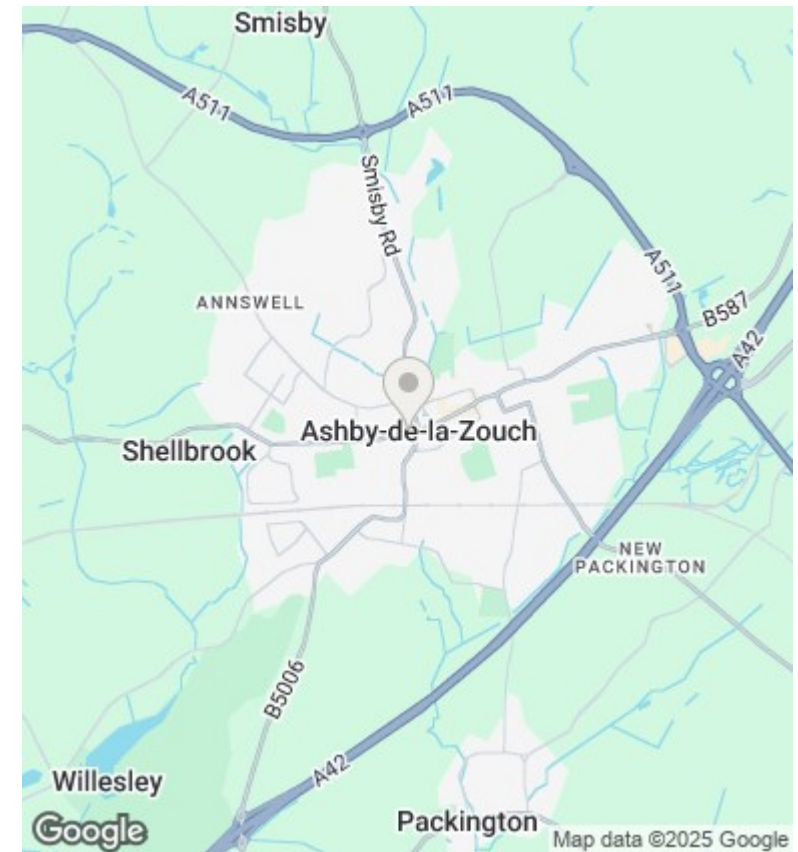 Smisby
A511
A511
Smisby Rd
ANNSWELL
A511
B587
A42
Ashby-de-la-Zouch
Shellbrook
NEW
PACKINGTON
B5006
A42
Willesley
Packington
Google
Map data ©2025 Google